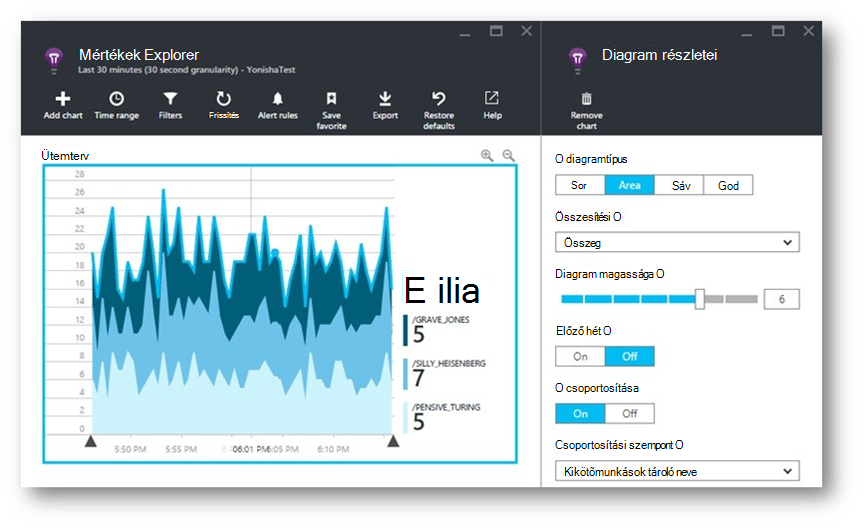 Mértékek Explorer
Last 30 minutes (30 second granularity) - YonishaTest
Add chart
Time range
Filters
Frissítés
Alert rules
Save favorite
Export
Restore defaults
Help
Diagram részletei
Remove chart
Ütemterv
28
26
24
22
20
18
16
14
12
10
8
6
4
2
0
5:50 PM
5:55 PM
06:01 PM
6:05 PM
6:10 PM
E ilia
/GRAVE_JONES
5
/SILLY_HEISENBERG
7
/PENSIVE_TURING
5
O diagramtípus
Sor
Area
Sáv
God
Összesítési O
Összeg
Diagram magassága O
6
Előző hét O
On
Off
O csoportosítása
On
Off
Csoportosítási szempont O
Kikötőmunkások tároló neve